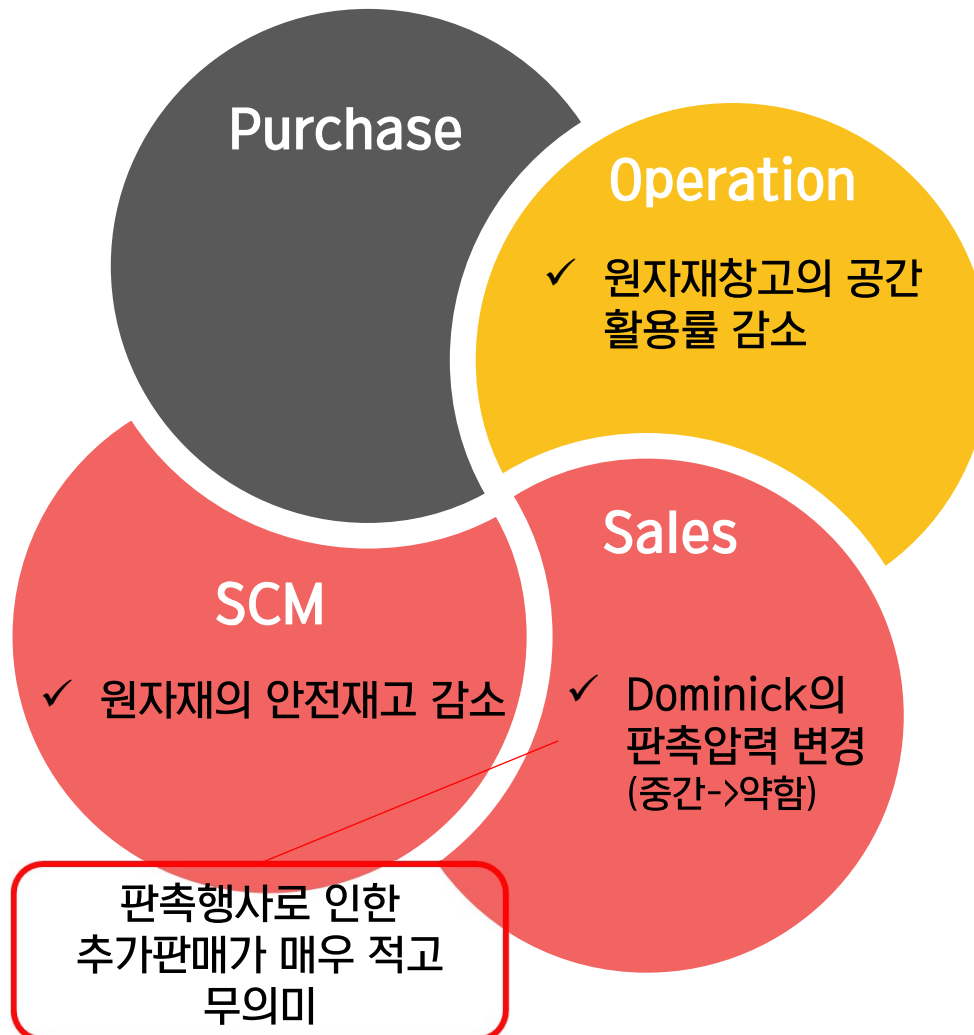 Purchase
Operation
✓ 원자재창고의 공간
활용률 감소
Sales
✓ Dominick의
판촉압력 변경
(중간->약함)
SCM
✓ 원자재의 안전재고 감소
판촉행사로 인한
추가판매가 매우 적고
무의미